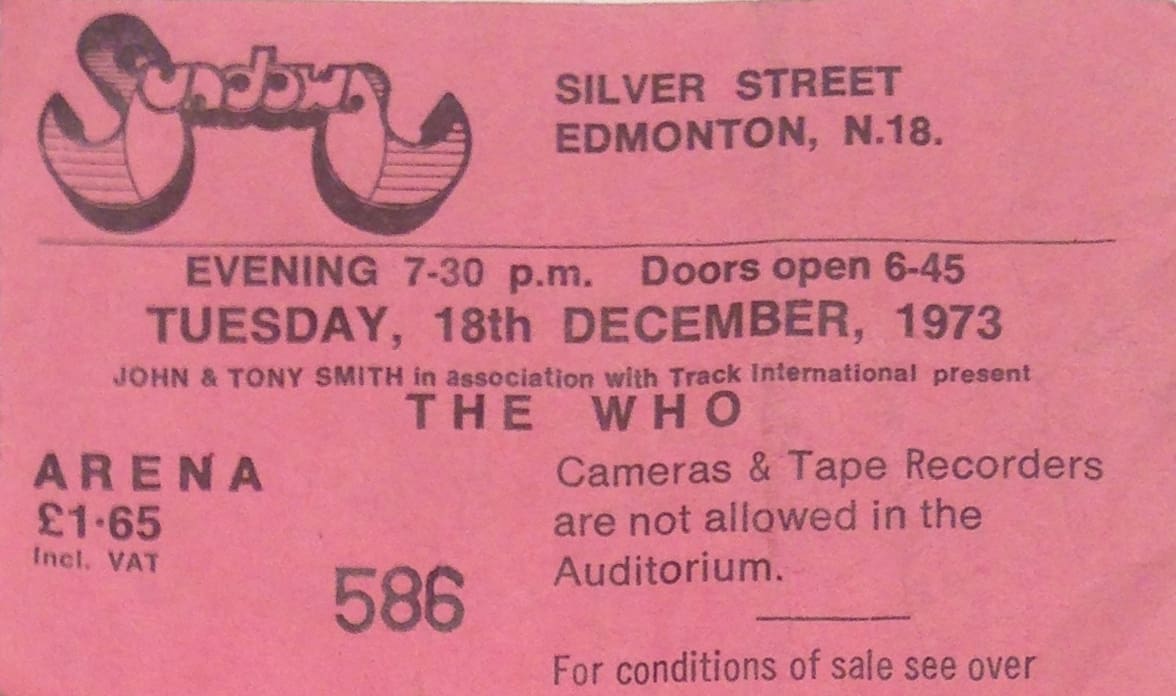 Sundown
SILVER STREET
EDMONTON, N.18.
EVENING 7-30 p.m. Doors open 6-45
TUESDAY, 18th DECEMBER, 1973
JOHN & TONY SMITH in association with Track International present
THE WHO
ARENA
£1·65
Incl. VAT
586
Cameras & Tape Recorders
are not allowed in the
Auditorium.
For conditions of sale see over